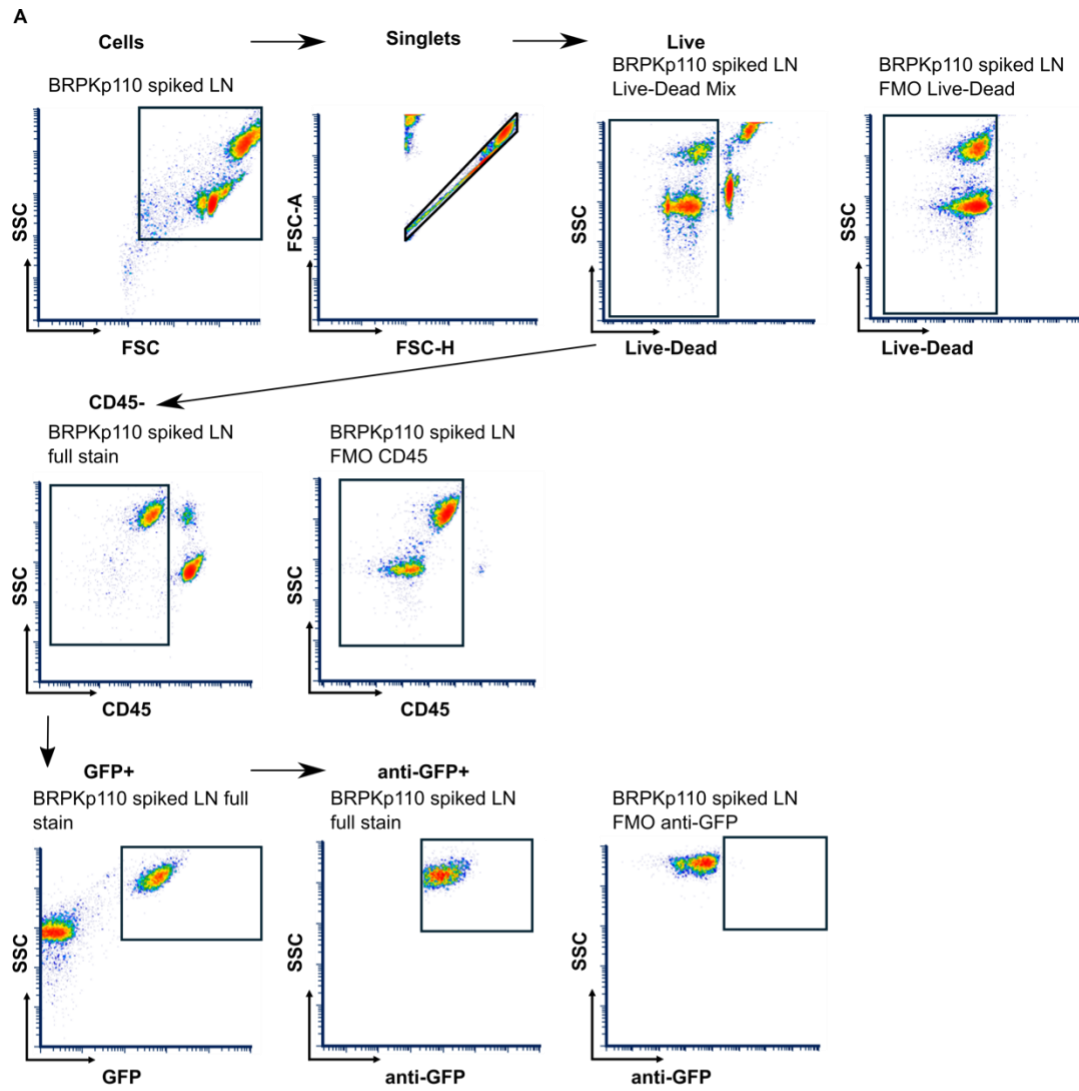 A
Cells
Singlets
Live
BRPKp110 spiked LN
BRPKp110 spiked LN
Live-Dead Mix
BRPKp110 spiked LN
FMO Live-Dead
SSC
FSC
FSC-A
FSC-H
SSC
Live-Dead
SSC
Live-Dead
CD45-
BRPKp110 spiked LN
full stain
BRPKp110 spiked LN
FMO CD45
SSC
CD45
SSC
CD45
GFP+
anti-GFP+
BRPKp110 spiked LN full
stain
BRPKp110 spiked LN
full stain
BRPKp110 spiked LN
FMO anti-GFP
SSC
GFP
SSC
anti-GFP
SSC
anti-GFP